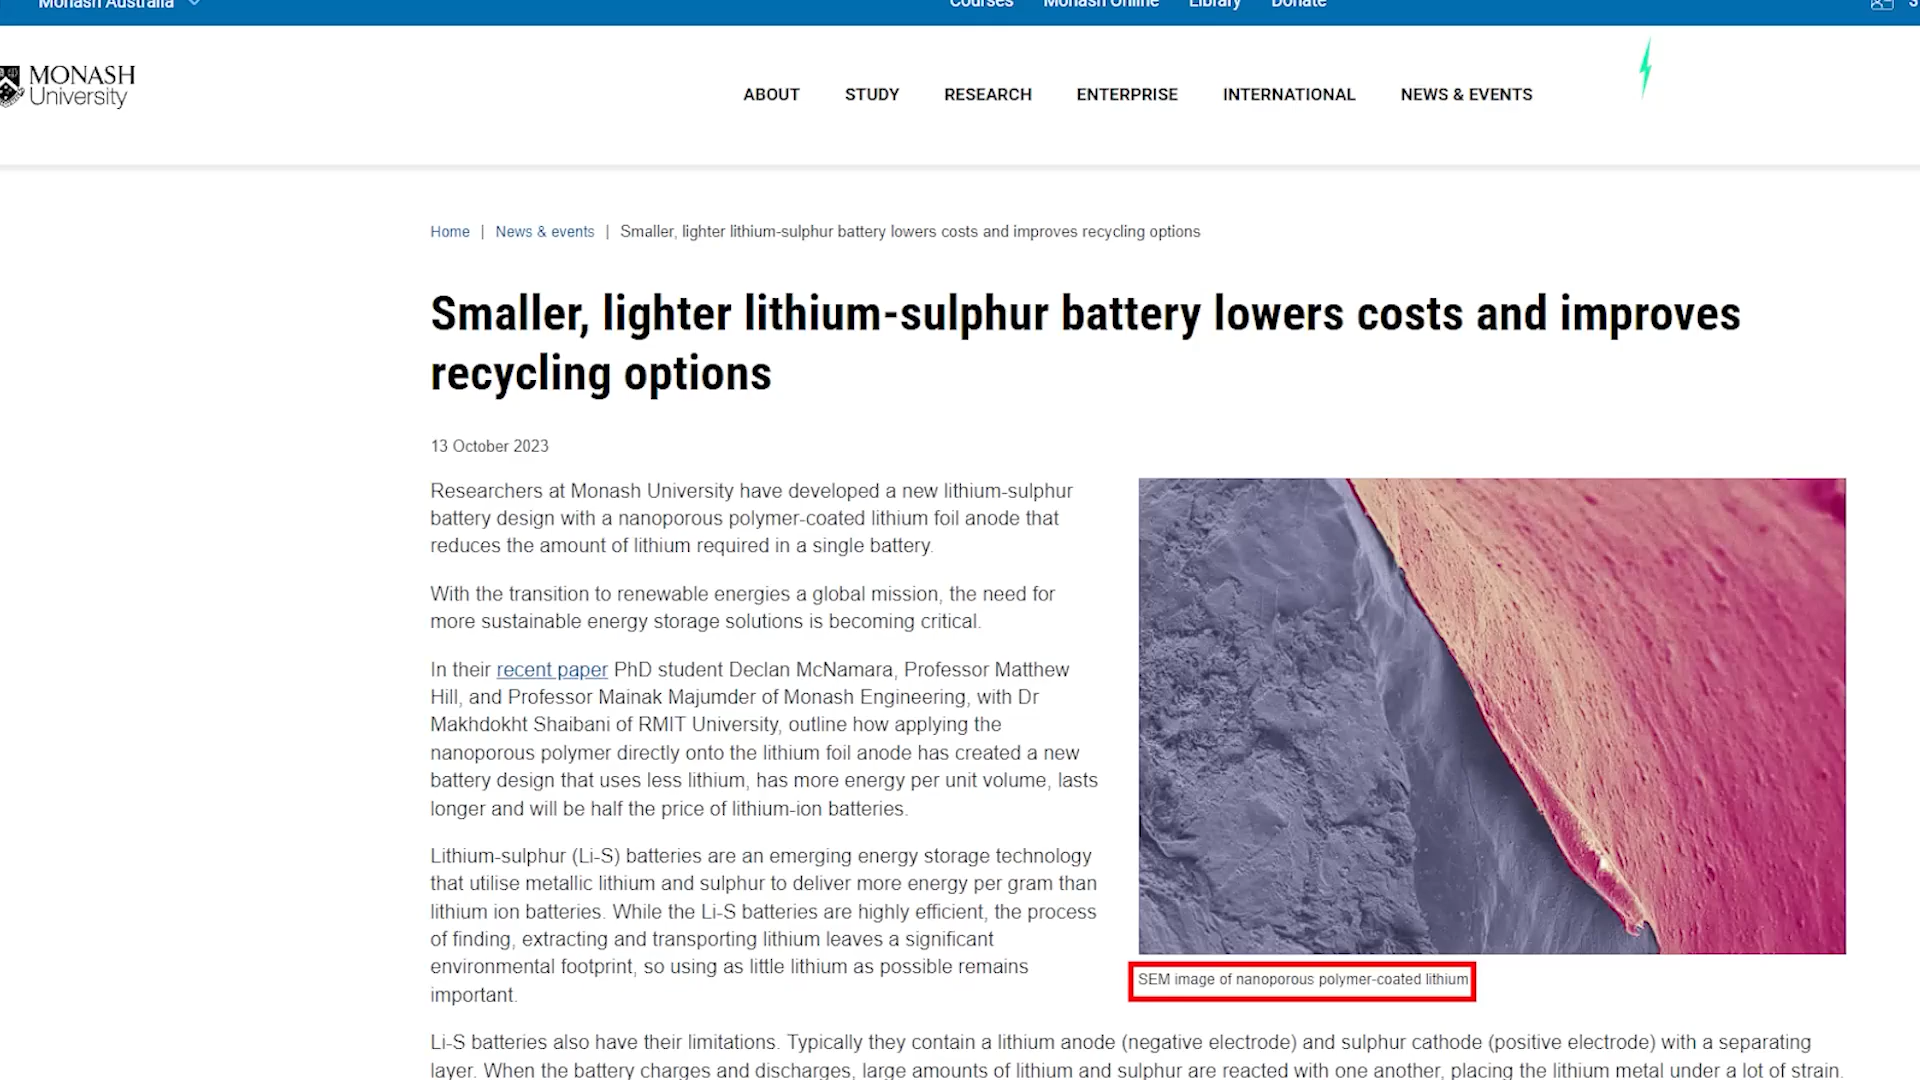 Monash Australia
Courses Monash Online Library Donate
MONASH
University
ABOUT STUDY RESEARCH ENTERPRISE INTERNATIONAL NEWS & EVENTS
Home | News & events | Smaller, lighter lithium-sulphur battery lowers costs and improves recycling options
Smaller, lighter lithium-sulphur battery lowers costs and improves
recycling options
13 October 2023
Researchers at Monash University have developed a new lithium-sulphur
battery design with a nanoporous polymer-coated lithium foil anode that
reduces the amount of lithium required in a single battery.
With the transition to renewable energies a global mission, the need for
more sustainable energy storage solutions is becoming critical.
In their recent paper PhD student Declan McNamara, Professor Matthew
Hill, and Professor Mainak Majumder of Monash Engineering, with Dr
Makhdokht Shaibani of RMIT University, outline how applying the
nanoporous polymer directly onto the lithium foil anode has created a new
battery design that uses less lithium, has more energy per unit volume, lasts
longer and will be half the price of lithium-ion batteries.
Lithium-sulphur (Li-S) batteries are an emerging energy storage technology
that utilise metallic lithium and sulphur to deliver more energy per gram than
lithium ion batteries. While the Li-S batteries are highly efficient, the process
of finding, extracting and transporting lithium leaves a significant
environmental footprint, so using as little lithium as possible remains
important.
SEM image of nanoporous polymer-coated lithium
Li-S batteries also have their limitations. Typically they contain a lithium anode (negative electrode) and sulphur cathode (positive electrode) with a separating
layer. When the battery charges and discharges, large amounts of lithium and sulphur are reacted with one another, placing the lithium metal under a lot of strain.